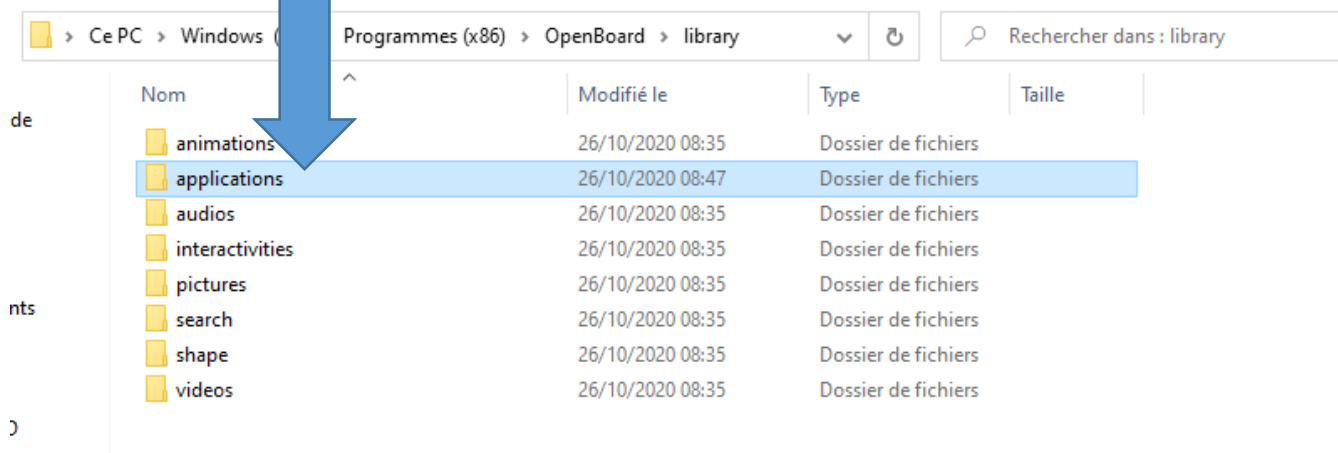 Ce PC > Windows ( Programmes (x86) > OpenBoard > library Rechercher dans : library
Nom Modifié le Type Taille
de
animations 26/10/2020 08:35 Dossier de fichiers
applications 26/10/2020 08:47 Dossier de fichiers
audios 26/10/2020 08:35 Dossier de fichiers
interactivities 26/10/2020 08:35 Dossier de fichiers
pictures 26/10/2020 08:35 Dossier de fichiers
nts
search 26/10/2020 08:35 Dossier de fichiers
shape 26/10/2020 08:35 Dossier de fichiers
videos 26/10/2020 08:35 Dossier de fichiers